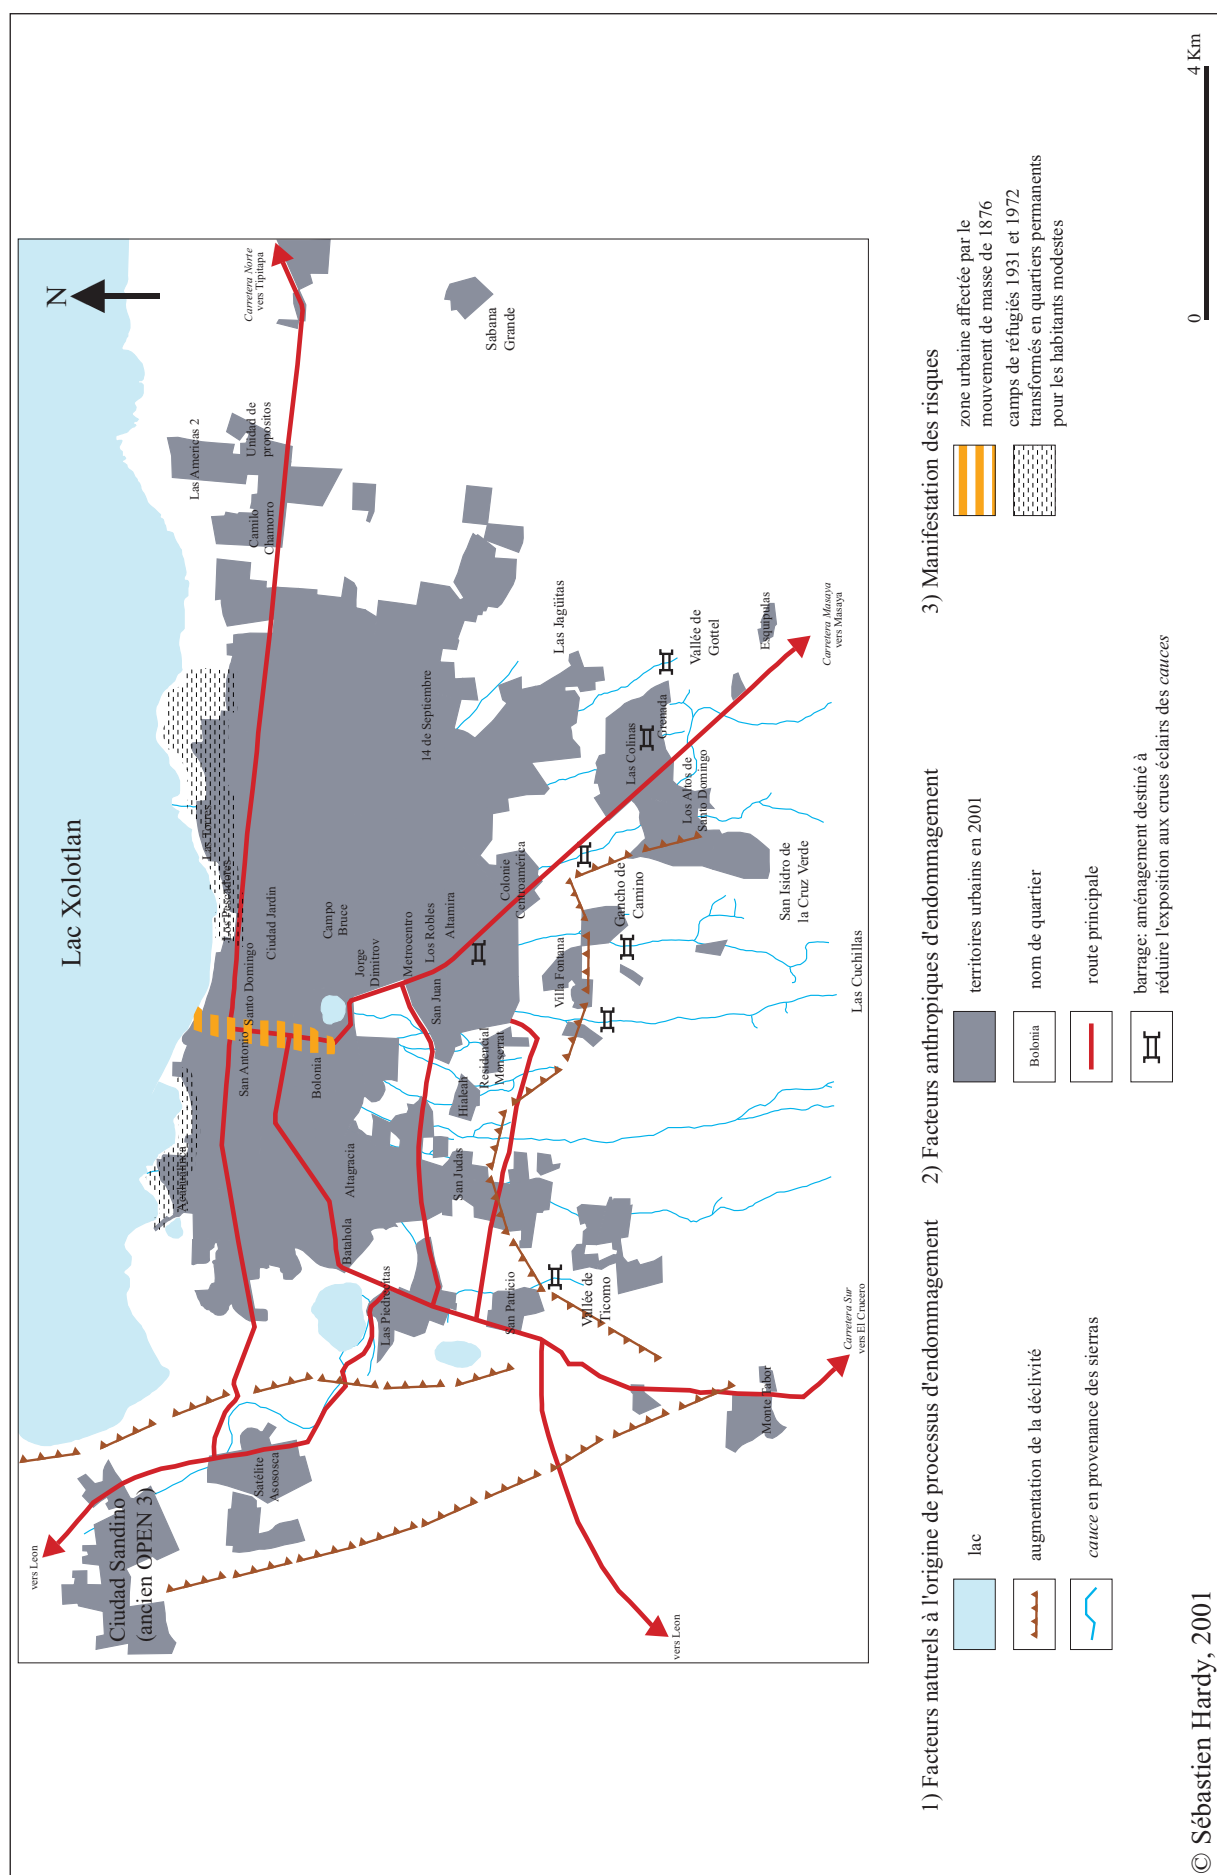 Lac Xolotlan
N
vers Leon
Ciudad Sandino
(ancien OPEN 3)
Satélite
Asososca
Acahualinca
San Antonio
Santo Domingo
Los Pescadores
Las Torres
Ciudad Jardin
Bolonia
Campo
Bruce
Jorge
Dimitrov
Metrocentro
Los Robles
Altamira
San Juan
Batahola
Altagracia
Las Piedrecitas
San Judas
Hialeah
Residencial
Monserrat
San Patricio
Vallée de
Ticomo
Villa Fontana
Colonie
Centroamérica
Gancho de
Camino
14 de Septiembre
Las Jagüitas
Las Colinas
Grenada
Los Altos de
Santo Domingo
Vallée de
Gottel
Esquipulas
San Isidro de
la Cruz Verde
Las Cuchillas
Monte Tabor
Camilo
Chamorro
Las Americas 2
Unidad de
propositos
Sabana
Grande
Carretera Norte
vers Tipitapa
Carretera Masaya
vers Masaya
Carretera Sur
vers El Crucero
vers Leon
1) Facteurs naturels à l'origine de processus d'endommagement
lac
augmentation de la déclivité
cauce en provenance des sierras
2) Facteurs anthropiques d'endommagement
territoires urbains en 2001
Bolonia
nom de quartier
route principale
barrage: aménagement destiné à
réduire l'exposition aux crues éclairs des cauces
3) Manifestation des risques
zone urbaine affectée par le
mouvement de masse de 1876
camps de réfugiés 1931 et 1972
transformés en quartiers permanents
pour les habitants modestes
© Sébastien Hardy, 2001
0
4 Km